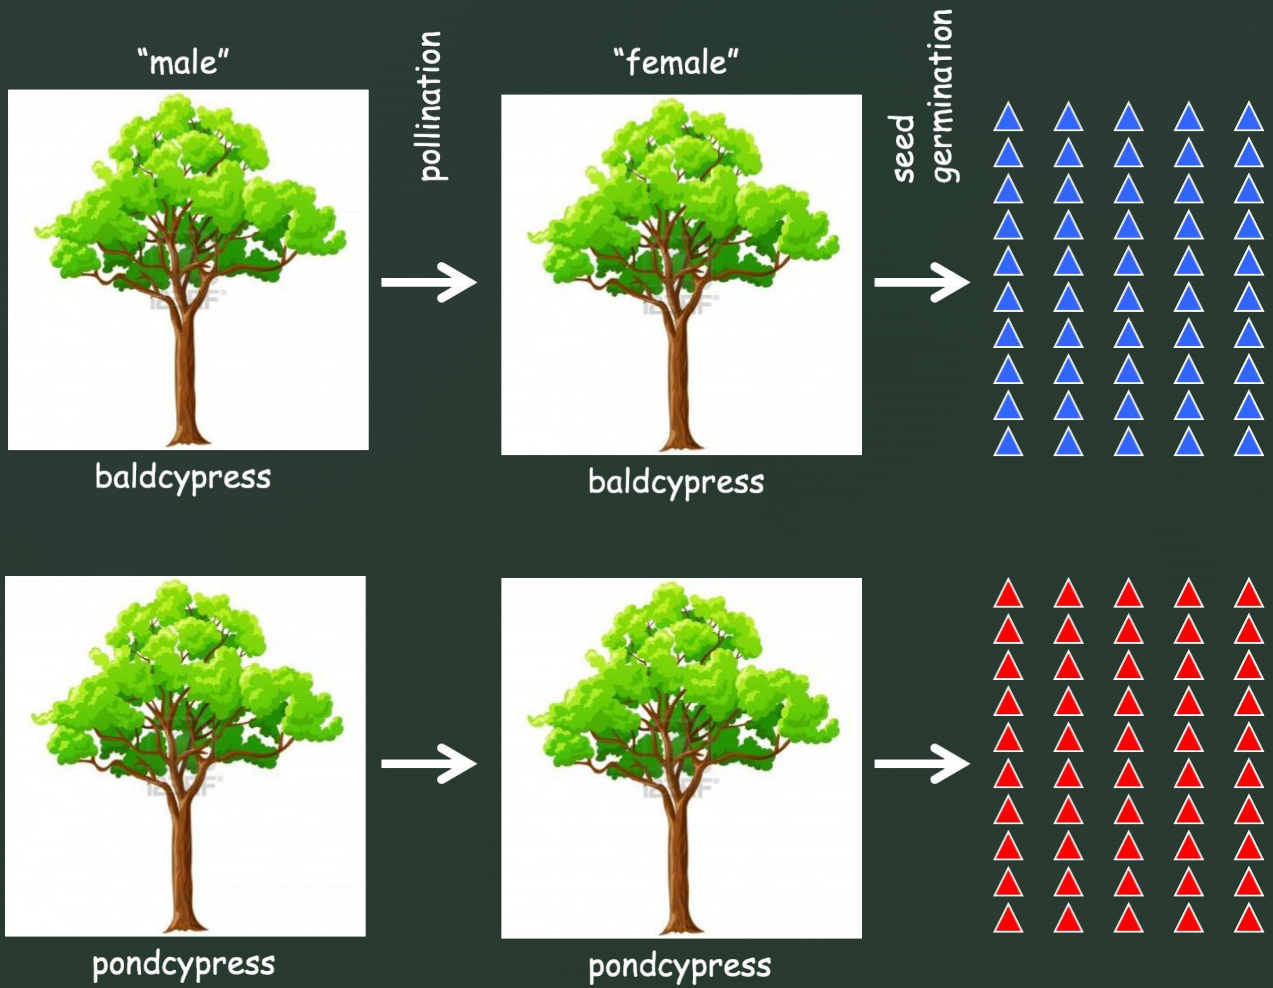 “male”
pollination
“female”
seed
germination
baldcypress
baldcypress
pondcypress
pondcypress